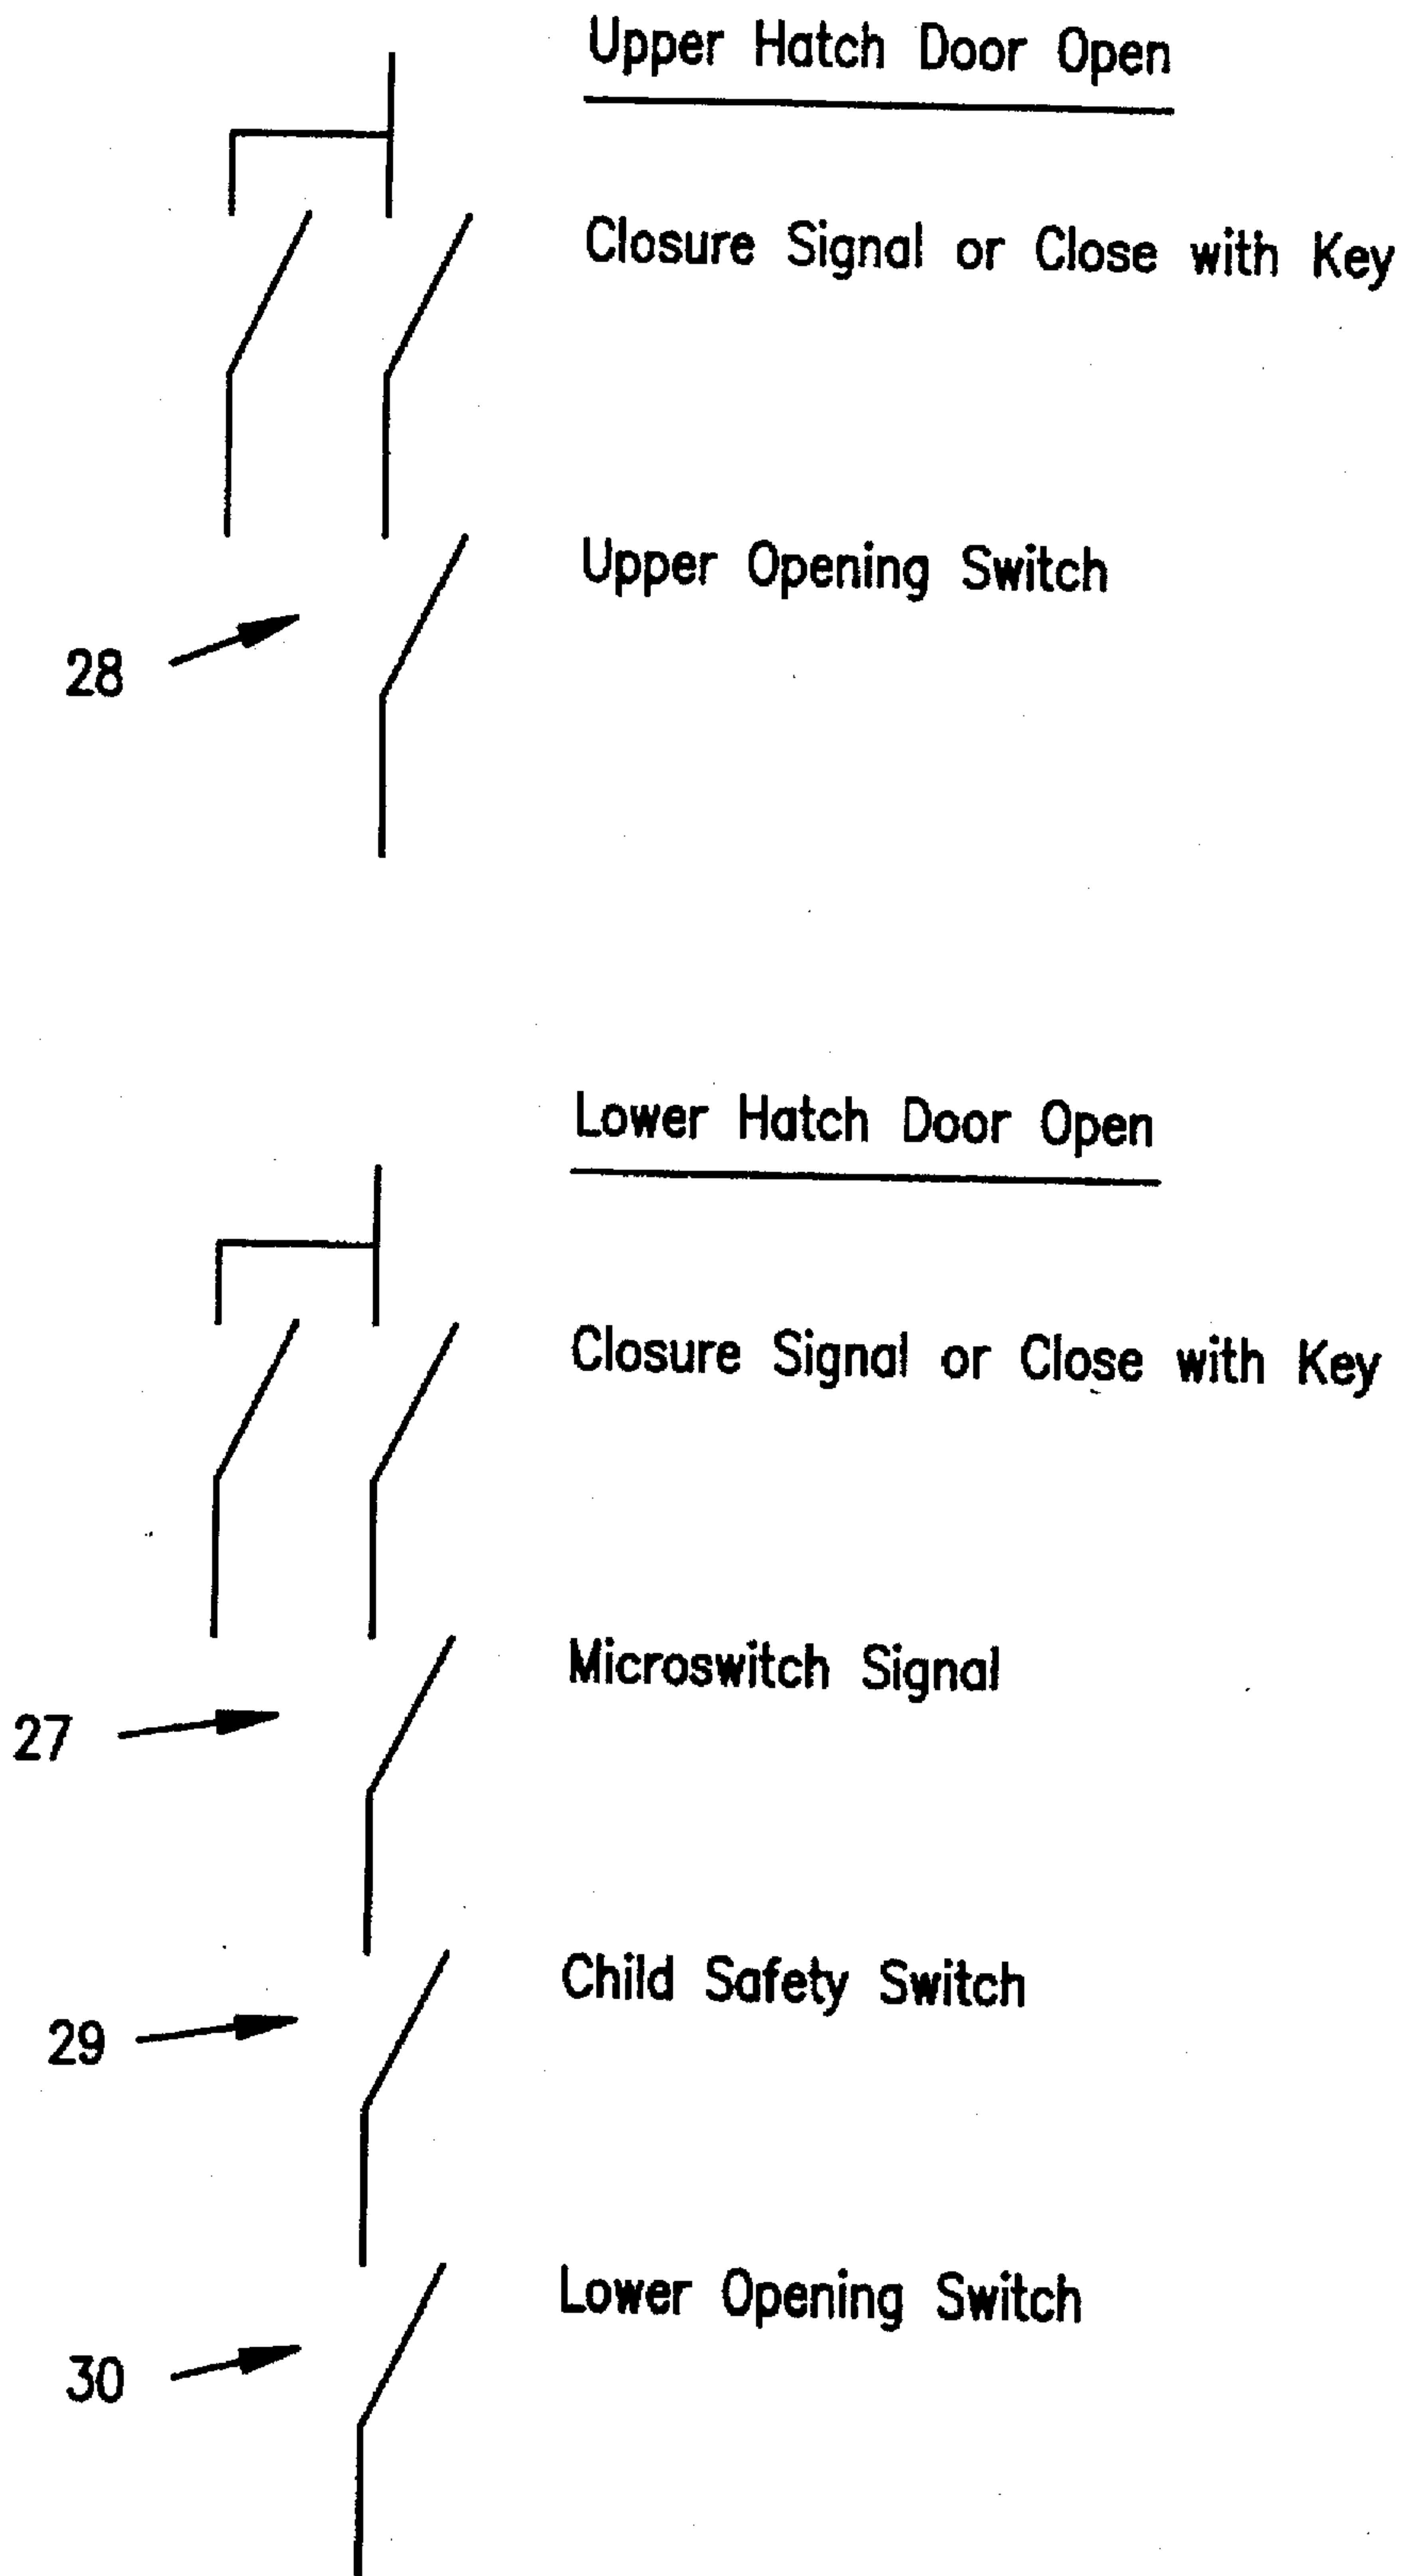 Upper Hatch Door Open
Closure Signal or Close with Key
Upper Opening Switch
28
Lower Hatch Door Open
Closure Signal or Close with Key
Microswitch Signal
27
Child Safety Switch
29
Lower Opening Switch
30